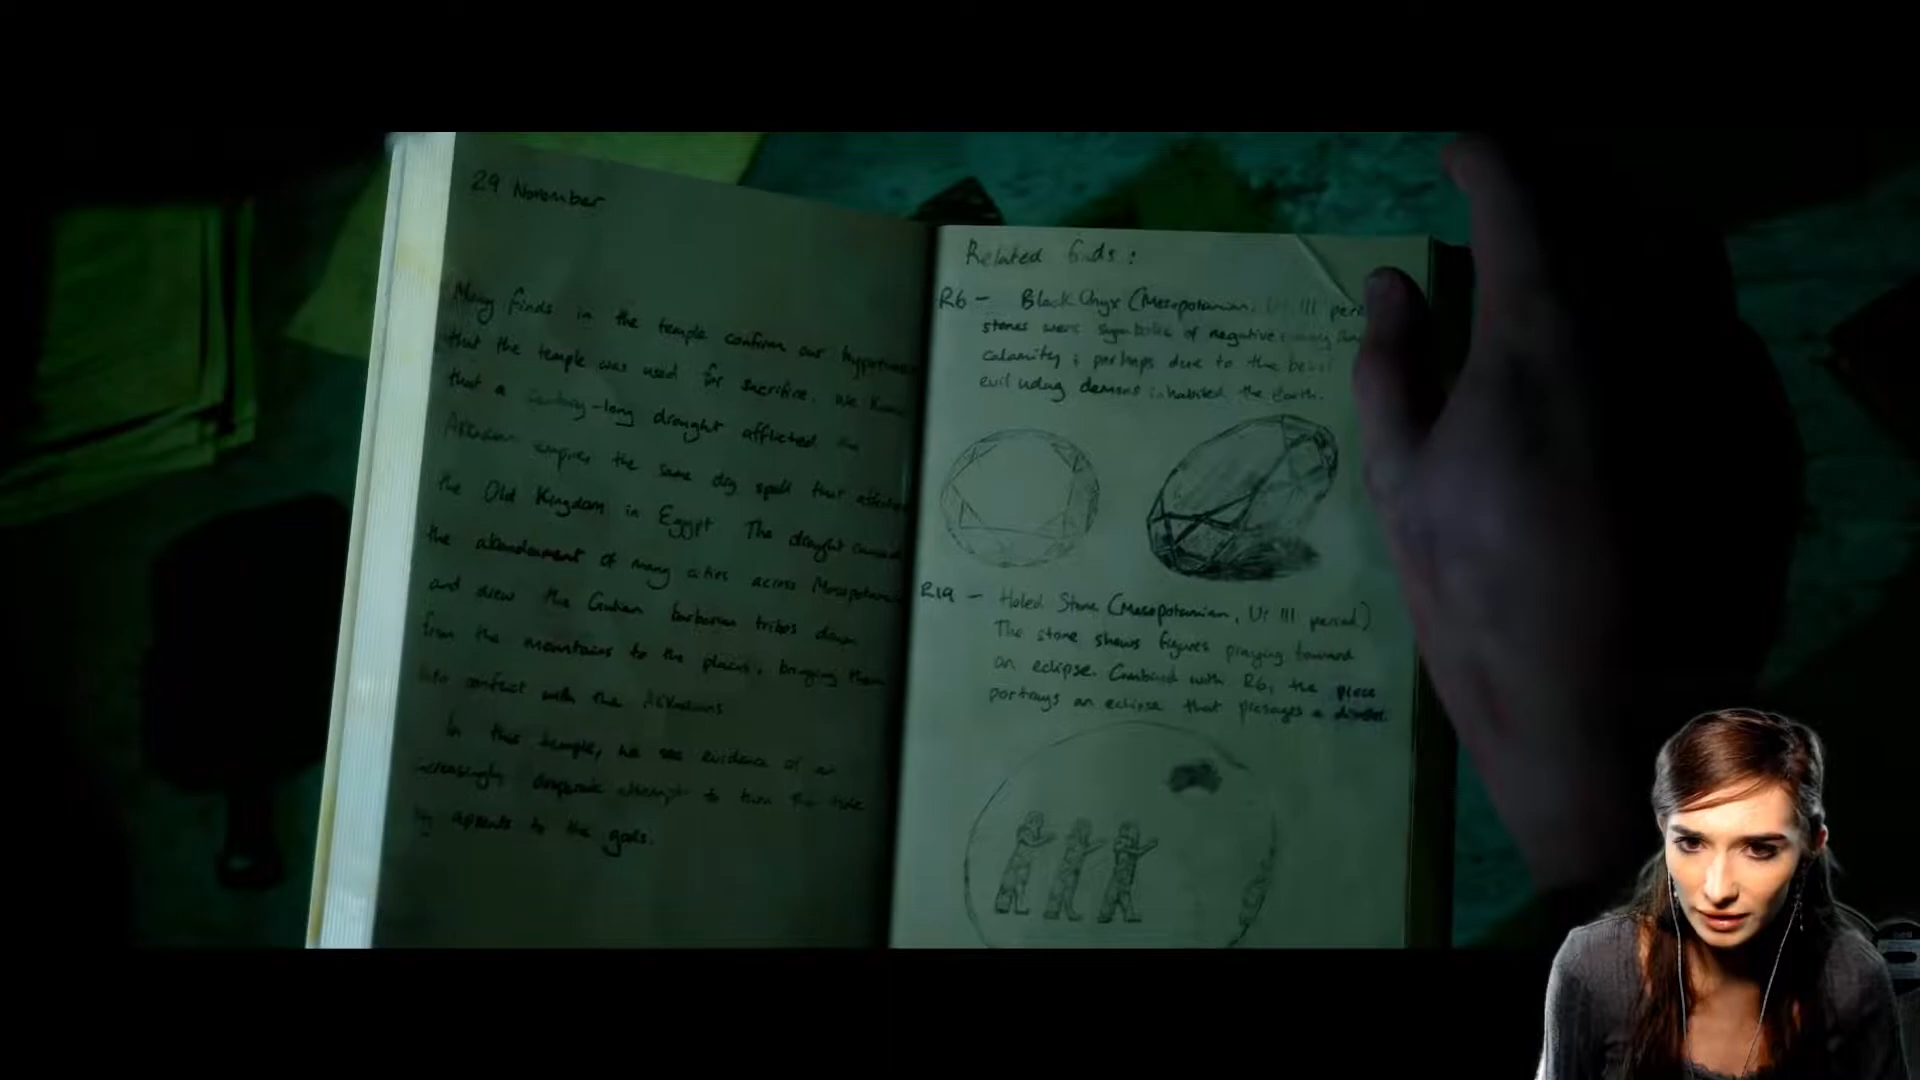 29 November
Many finds in the temple confirm our
that the temple was used for sacrifice. We know
that a century-long drought afflicted the
Akkadian empire the same dry spell that
the Old Kingdom in Egypt The drought caused
the abandonment of many cities across
and drew the Gutian barbarian tribes down
from the mountains to the plains, bringing them
into conflict with the Akkadians
In this temple, we see evidence of an
increasingly desperate attempt to turn the tide
by appeals to the gods.
Related finds:
R6 - Black Onyx (Mesopotamian, Ur III
stones were symbolic of negative
calamity; perhaps due to the
evil udug demons inhabited the Earth.
R19 - Holed Stone (Mesopotamian, Ur III period)
The stone shows figures praying toward
an eclipse. Combined with R6, the piece
portrays an eclipse that presages a disaster.